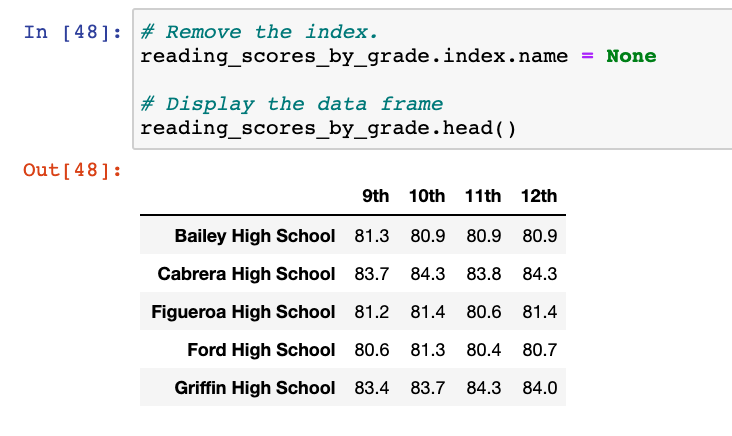 In [48]: # Remove the index.
reading_scores_by_grade.index.name = None
# Display the data frame
reading_scores_by_grade.head()
Out[48]:
9th 10th 11th 12th
Bailey High School 81.3 80.9 80.9 80.9
Cabrera High School 83.7 84.3 83.8 84.3
Figueroa High School 81.2 81.4 80.6 81.4
Ford High School 80.6 81.3 80.4 80.7
Griffin High School 83.4 83.7 84.3 84.0